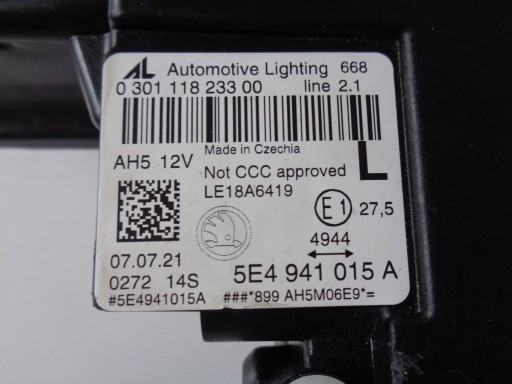 AL Automotive Lighting 668
0 301 118 233 00 line 2.1
AH5 12V Made in Czechia
Not CCC approved L
LE18A6419
E1 27,5
4944
07.07.21
0272 14S 5E4 941 015 A
#5E4941015A ###*899 AH5M06E9*=